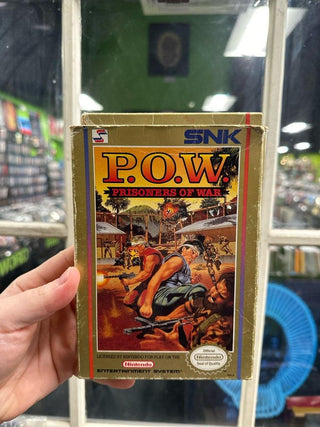 SNK
P.O.W.
PRISONERS OF WAR
LICENSED BY NINTENDO FOR PLAY ON THE
Nintendo
ENTERTAINMENT SYSTEM
Official
Nintendo
Seal of Quality